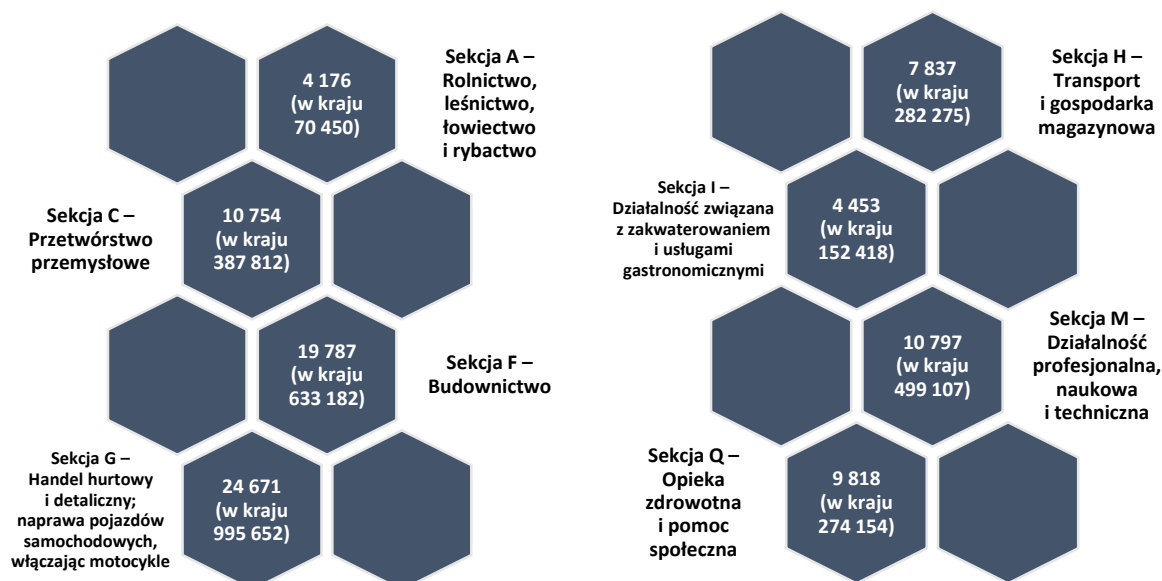 4 176
(w kraju
70 450)
Sekcja A –
Rolnictwo,
leśnictwo,
łowiectwo
i rybactwo
Sekcja C –
Przetwórstwo
przemysłowe
10 754
(w kraju
387 812)
19 787
(w kraju
633 182)
Sekcja F –
Budownictwo
Sekcja G –
Handel hurtowy
i detaliczny;
naprawa pojazdów
samochodowych,
włączając motocykle
24 671
(w kraju
995 652)
7 837
(w kraju
282 275)
Sekcja H –
Transport
i gospodarka
magazynowa
Sekcja I –
Działalność związana
z zakwaterowaniem
i usługami
gastronomicznymi
4 453
(w kraju
152 418)
10 797
(w kraju
499 107)
Sekcja M –
Działalność
profesjonalna,
naukowa
i techniczna
Sekcja Q –
Opieka
zdrowotna
i pomoc
społeczna
9 818
(w kraju
274 154)